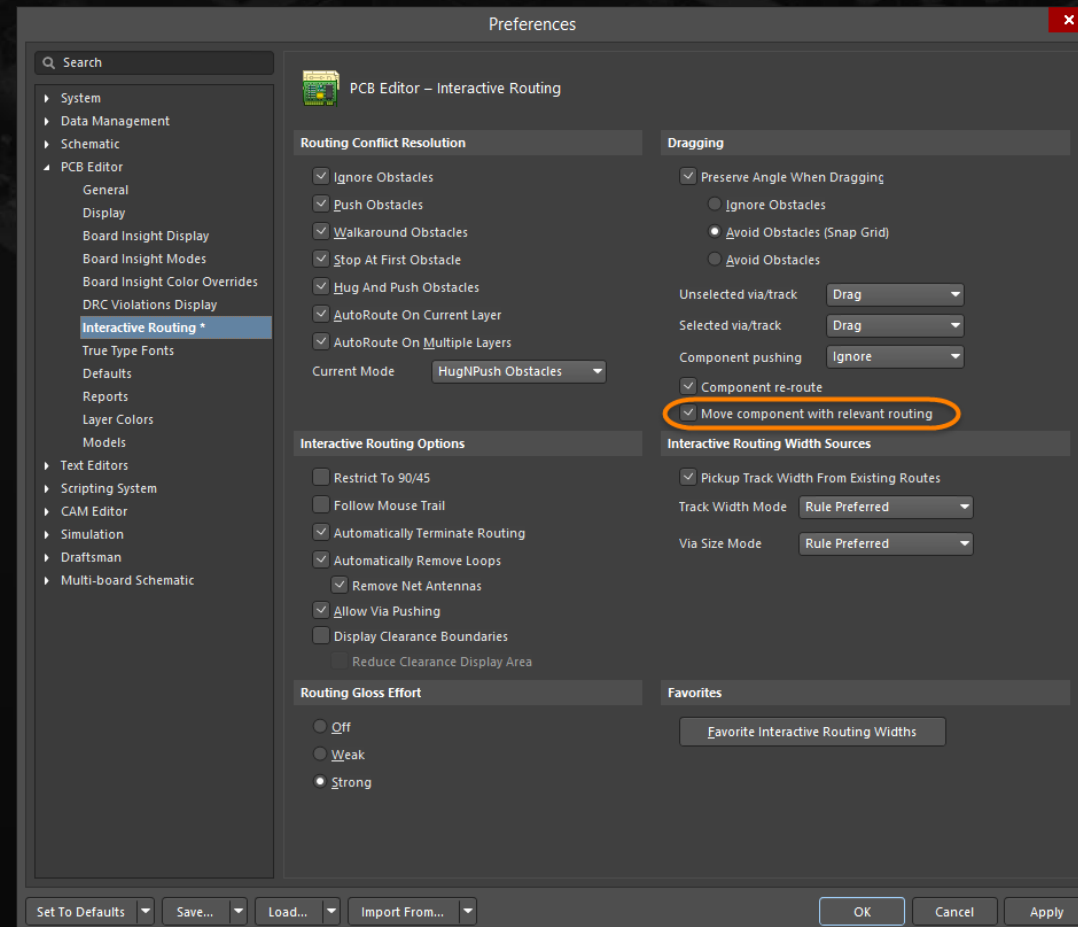 Preferences
Search
System
Data Management
Schematic
PCB Editor
General
Display
Board Insight Display
Board Insight Modes
Board Insight Color Overrides
DRC Violations Display
Interactive Routing *
True Type Fonts
Defaults
Reports
Layer Colors
Models
Text Editors
Scripting System
CAM Editor
Simulation
Draftsman
Multi-board Schematic
PCB Editor – Interactive Routing
Routing Conflict Resolution
Ignore Obstacles
Push Obstacles
Walkaround Obstacles
Stop At First Obstacle
Hug And Push Obstacles
AutoRoute On Current Layer
AutoRoute On Multiple Layers
Current Mode HugNPush Obstacles
Dragging
Preserve Angle When Dragging
Ignore Obstacles
Avoid Obstacles (Snap Grid)
Avoid Obstacles
Unselected via/track Drag
Selected via/track Drag
Component pushing Ignore
Component re-route
Move component with relevant routing
Interactive Routing Options
Restrict To 90/45
Follow Mouse Trail
Automatically Terminate Routing
Automatically Remove Loops
Remove Net Antennas
Allow Via Pushing
Display Clearance Boundaries
Reduce Clearance Display Area
Interactive Routing Width Sources
Pickup Track Width From Existing Routes
Track Width Mode Rule Preferred
Via Size Mode Rule Preferred
Routing Gloss Effort
Off
Weak
Strong
Favorites
Favorite Interactive Routing Widths
Set To Defaults Save... Load... Import From... OK Cancel Apply